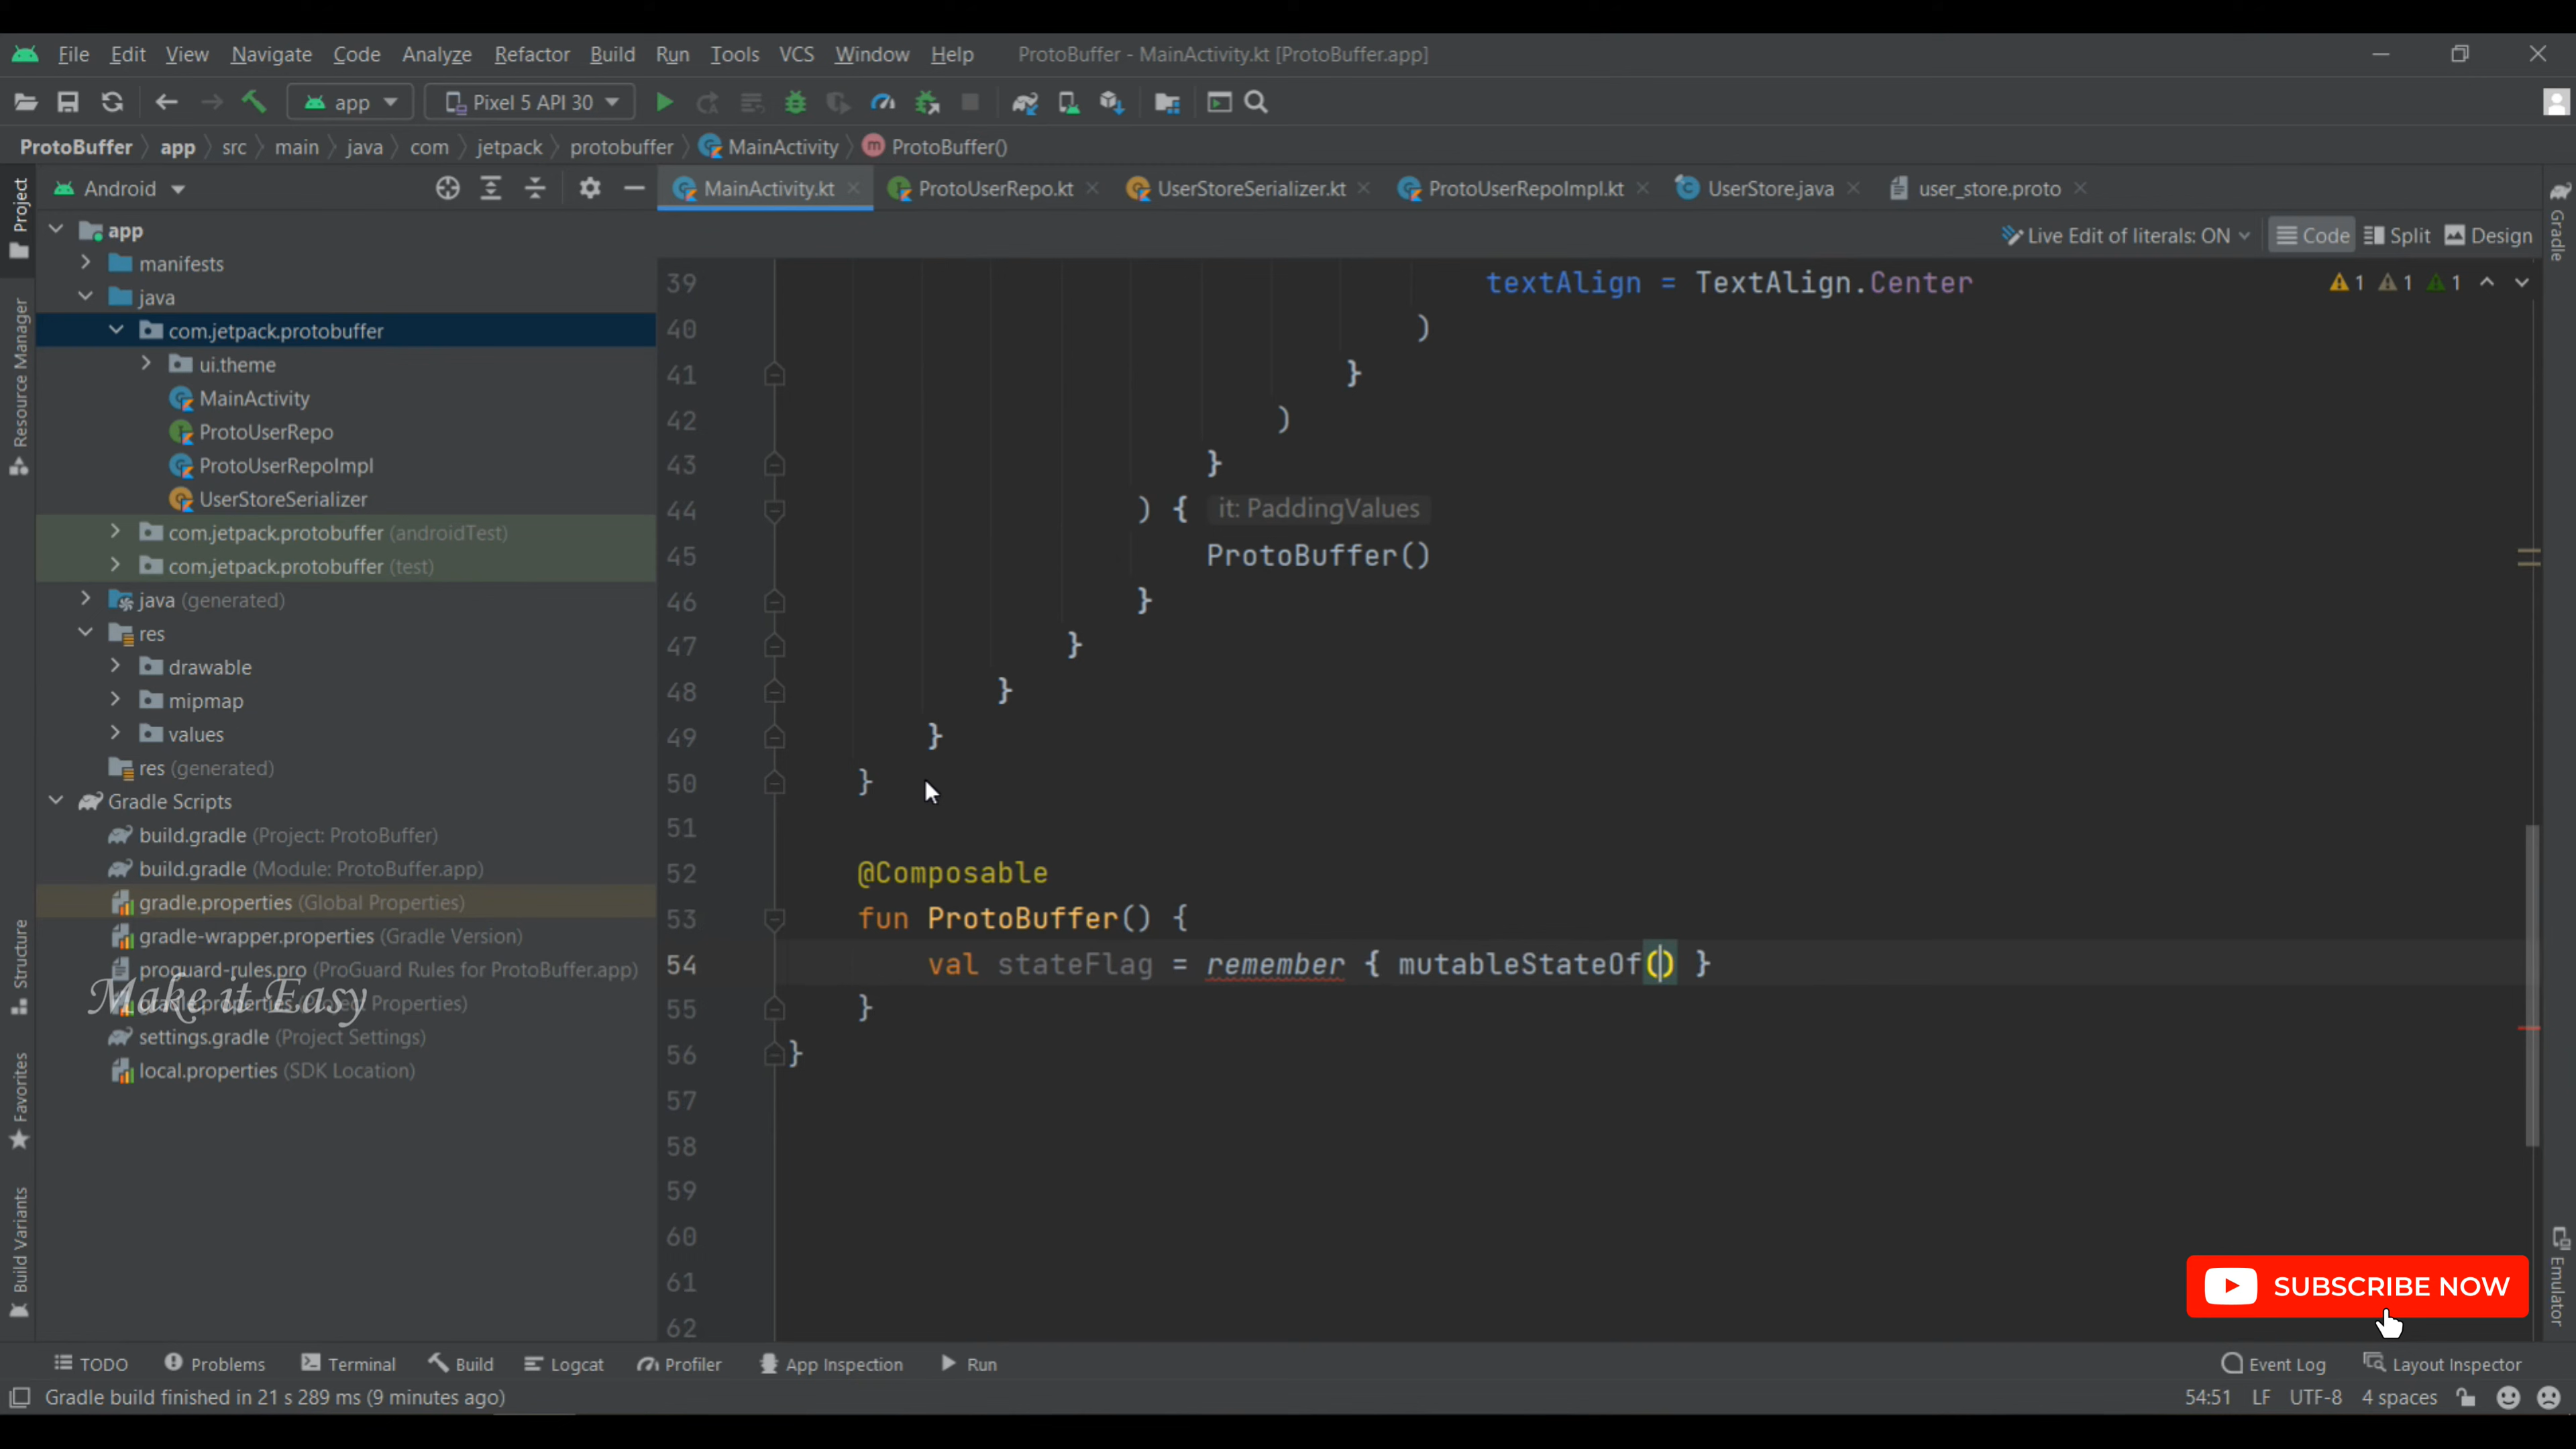 File Edit View Navigate Code Analyze Refactor Build Run Tools VCS Window Help ProtoBuffer - MainActivity.kt [ProtoBuffer.app]
app Pixel 5 API 30
ProtoBuffer app src main java com jetpack protobuffer MainActivity ProtoBuffer()
Android
MainActivity.kt ProtoUserRepo.kt UserStoreSerializer.kt ProtoUserRepoImpl.kt UserStore.java user_store.proto
Live Edit of literals: ON Code Split Design
Project
Resource Manager
Structure
Favorites
Build Variants
app
manifests
java
com.jetpack.protobuffer
ui.theme
MainActivity
ProtoUserRepo
ProtoUserRepoImpl
UserStoreSerializer
com.jetpack.protobuffer (androidTest)
com.jetpack.protobuffer (test)
java (generated)
res
drawable
mipmap
values
res (generated)
Gradle Scripts
build.gradle (Project: ProtoBuffer)
build.gradle (Module: ProtoBuffer.app)
gradle.properties (Global Properties)
gradle-wrapper.properties (Gradle Version)
proguard-rules.pro (ProGuard Rules for ProtoBuffer.app)
gradle.properties (Project Properties)
Make it Easy
settings.gradle (Project Settings)
local.properties (SDK Location)
39 textAlign = TextAlign.Center
40 )
41 }
42 )
43 }
44 ) { it: PaddingValues
45 ProtoBuffer()
46 }
47 }
48 }
49 }
50 }
51
52 @Composable
53 fun ProtoBuffer() {
54 val stateFlag = remember { mutableStateOf() }
55 }
56 }
57
58
59
60
61
62
1 1 1
Gradle
Emulator
SUBSCRIBE NOW
TODO Problems Terminal Build Logcat Profiler App Inspection Run Event Log Layout Inspector
Gradle build finished in 21 s 289 ms (9 minutes ago) 54:51 LF UTF-8 4 spaces